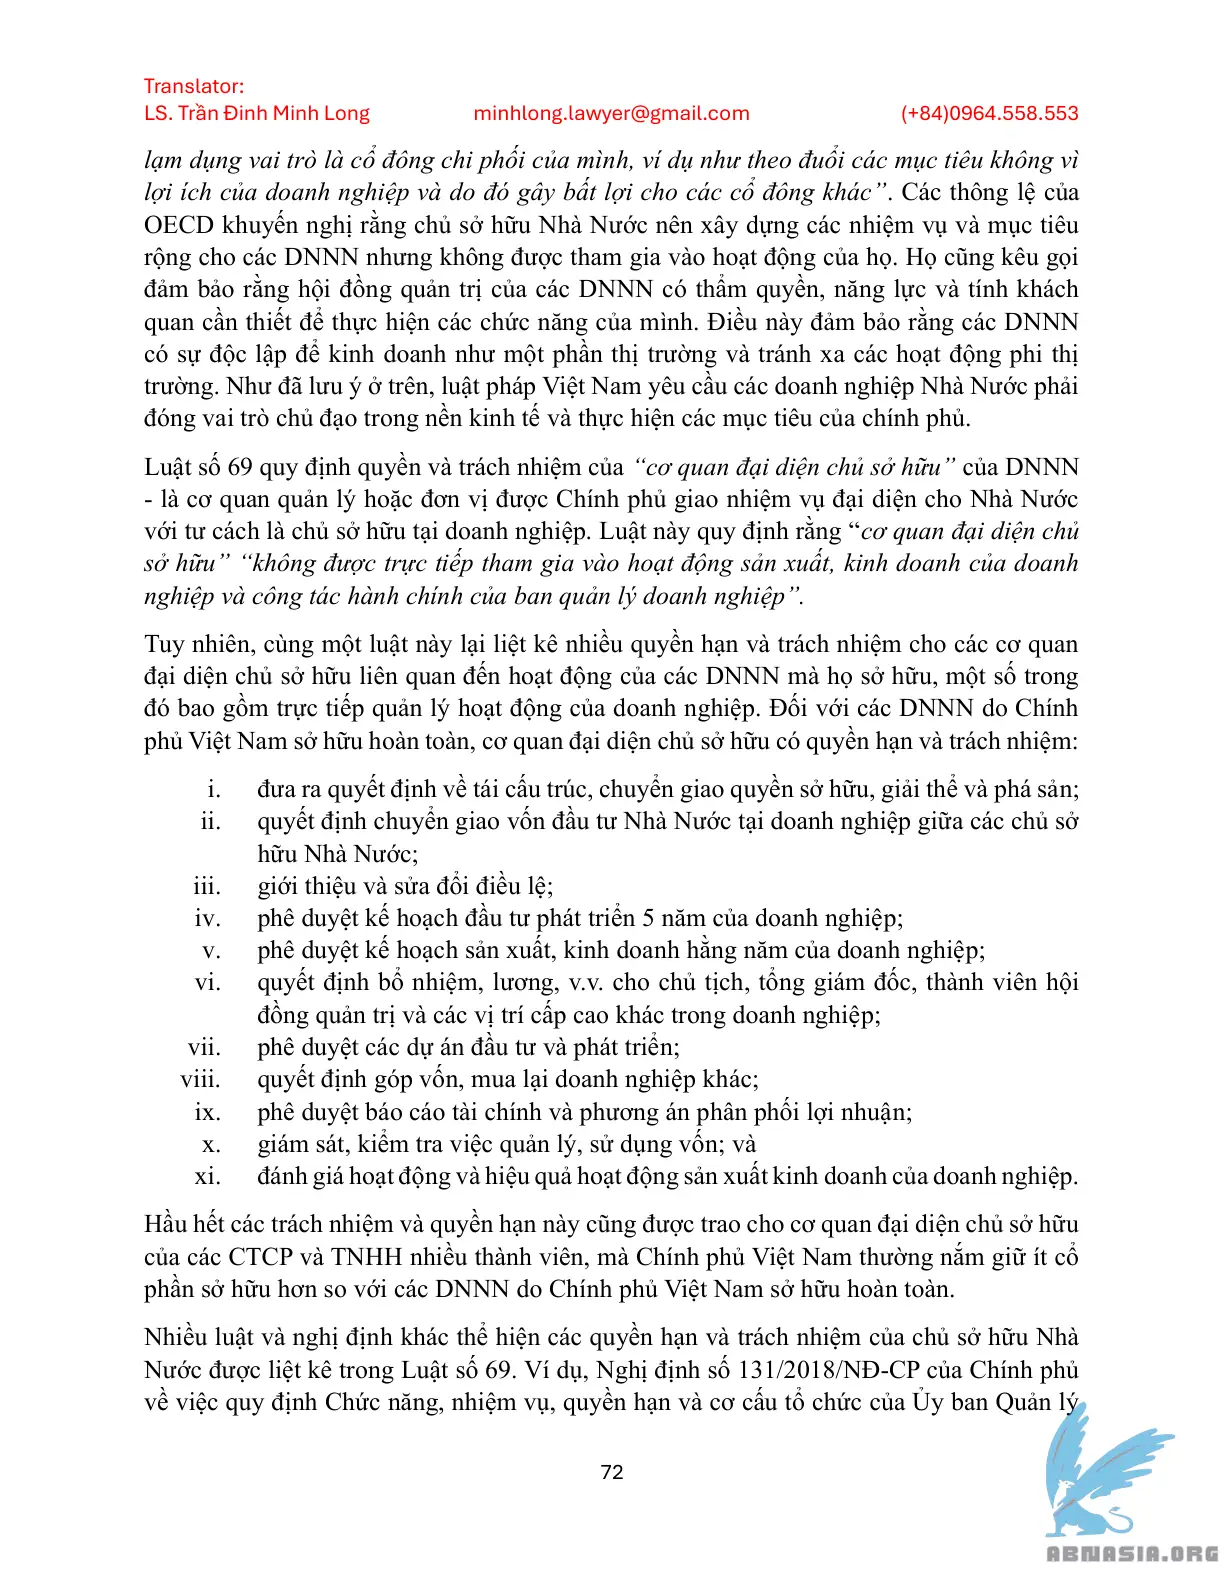 Translator:
LS. Trần Đinh Minh Long minhlong.lawyer@gmail.com (+84)0964.558.553
lạm dụng vai trò là cổ đông chi phối của mình, ví dụ như theo đuổi các mục tiêu không vì
lợi ích của doanh nghiệp và do đó gây bất lợi cho các cổ đông khác”. Các thông lệ của
OECD khuyến nghị rằng chủ sở hữu Nhà Nước nên xây dựng các nhiệm vụ và mục tiêu
rộng cho các DNNN nhưng không được tham gia vào hoạt động của họ. Họ cũng kêu gọi
đảm bảo rằng hội đồng quản trị của các DNNN có thẩm quyền, năng lực và tính khách
quan cần thiết để thực hiện các chức năng của mình. Điều này đảm bảo rằng các DNNN
có sự độc lập để kinh doanh như một phần thị trường và tránh xa các hoạt động phi thị
trường. Như đã lưu ý ở trên, luật pháp Việt Nam yêu cầu các doanh nghiệp Nhà Nước phải
đóng vai trò chủ đạo trong nền kinh tế và thực hiện các mục tiêu của chính phủ.
Luật số 69 quy định quyền và trách nhiệm của “cơ quan đại diện chủ sở hữu” của DNNN
- là cơ quan quản lý hoặc đơn vị được Chính phủ giao nhiệm vụ đại diện cho Nhà Nước
với tư cách là chủ sở hữu tại doanh nghiệp. Luật này quy định rằng “cơ quan đại diện chủ
sở hữu” “không được trực tiếp tham gia vào hoạt động sản xuất, kinh doanh của doanh
nghiệp và công tác hành chính của ban quản lý doanh nghiệp”.
Tuy nhiên, cùng một luật này lại liệt kê nhiều quyền hạn và trách nhiệm cho các cơ quan
đại diện chủ sở hữu liên quan đến hoạt động của các DNNN mà họ sở hữu, một số trong
đó bao gồm trực tiếp quản lý hoạt động của doanh nghiệp. Đối với các DNNN do Chính
phủ Việt Nam sở hữu hoàn toàn, cơ quan đại diện chủ sở hữu có quyền hạn và trách nhiệm:
i. đưa ra quyết định về tái cấu trúc, chuyển giao quyền sở hữu, giải thể và phá sản;
ii. quyết định chuyển giao vốn đầu tư Nhà Nước tại doanh nghiệp giữa các chủ sở
hữu Nhà Nước;
iii. giới thiệu và sửa đổi điều lệ;
iv. phê duyệt kế hoạch đầu tư phát triển 5 năm của doanh nghiệp;
v. phê duyệt kế hoạch sản xuất, kinh doanh hằng năm của doanh nghiệp;
vi. quyết định bổ nhiệm, lương, v.v. cho chủ tịch, tổng giám đốc, thành viên hội
đồng quản trị và các vị trí cấp cao khác trong doanh nghiệp;
vii. phê duyệt các dự án đầu tư và phát triển;
viii. quyết định góp vốn, mua lại doanh nghiệp khác;
ix. phê duyệt báo cáo tài chính và phương án phân phối lợi nhuận;
x. giám sát, kiểm tra việc quản lý, sử dụng vốn; và
xi. đánh giá hoạt động và hiệu quả hoạt động sản xuất kinh doanh của doanh nghiệp.
Hầu hết các trách nhiệm và quyền hạn này cũng được trao cho cơ quan đại diện chủ sở hữu
của các CTCP và TNHH nhiều thành viên, mà Chính phủ Việt Nam thường nắm giữ ít cổ
phần sở hữu hơn so với các DNNN do Chính phủ Việt Nam sở hữu hoàn toàn.
Nhiều luật và nghị định khác thể hiện các quyền hạn và trách nhiệm của chủ sở hữu Nhà
Nước được liệt kê trong Luật số 69. Ví dụ, Nghị định số 131/2018/NĐ-CP của Chính phủ
về việc quy định Chức năng, nhiệm vụ, quyền hạn và cơ cấu tổ chức của Ủy ban Quản lý
72
ABNASIA.ORG